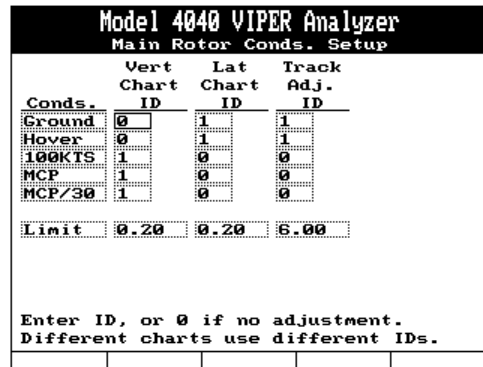 Model 4040 VIPER Analyzer
Main Rotor Conds. Setup
Vert Lat Track
Chart Chart Adj.
Conds. ID ID ID
Ground 0 1 1
Hover 0 1 1
100KTS 1 0 0
MCP 1 0 0
MCP/30 1 0 0
Limit 0.20 0.20 6.00
Enter ID, or 0 if no adjustment.
Different charts use different IDs.